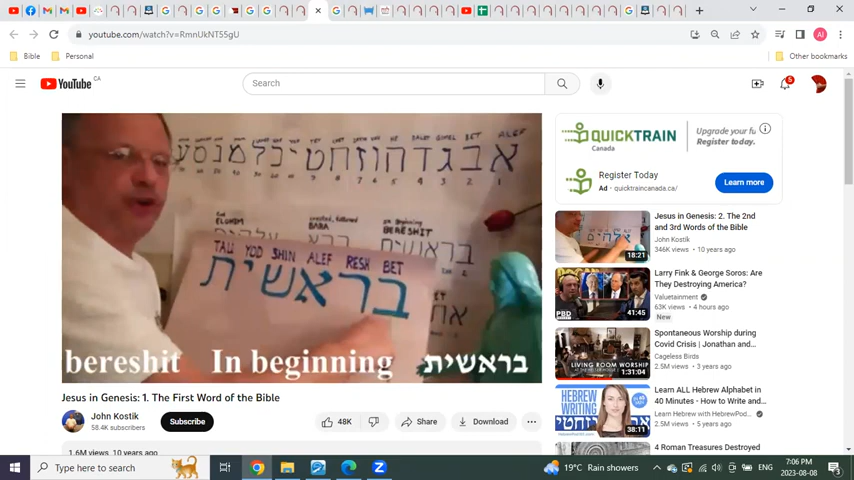 youtube.com/watch?v=RmnUkNT55gU
Bible
Personal
Other bookmarks
YouTube CA
Search
5
QUICKTRAIN
Canada
Upgrade your fu
Register today.
Register Today
Ad · quicktraincanada.ca/
Learn more
ELOHIM
BARA
BERESHIT
TAU YOD SHIN ALEF RESH BET
בראשית
bereshit In beginning בראשית
Jesus in Genesis: 1. The First Word of the Bible
John Kostik
58.4K subscribers
Subscribe
48K
Share
Download
1.6M views 10 years ago
Jesus in Genesis: 2. The 2nd
and 3rd Words of the Bible
John Kostik
346K views • 10 years ago
18:21
Larry Fink & George Soros: Are
They Destroying America?
Valuetainment
63K views • 4 hours ago
New
PBD
41:45
Spontaneous Worship during
Covid Crisis | Jonathan and...
Cageless Birds
2.5M views • 3 years ago
LIVING ROOM WORSHIP
1:31:04
Learn ALL Hebrew Alphabet in
40 Minutes - How to Write and...
Learn Hebrew with HebrewPod...
2.5M views • 5 years ago
HEBREW
WRITING
38:11
4 Roman Treasures Destroyed
Type here to search
19°C Rain showers
ENG
7:06 PM
2023-08-08
3